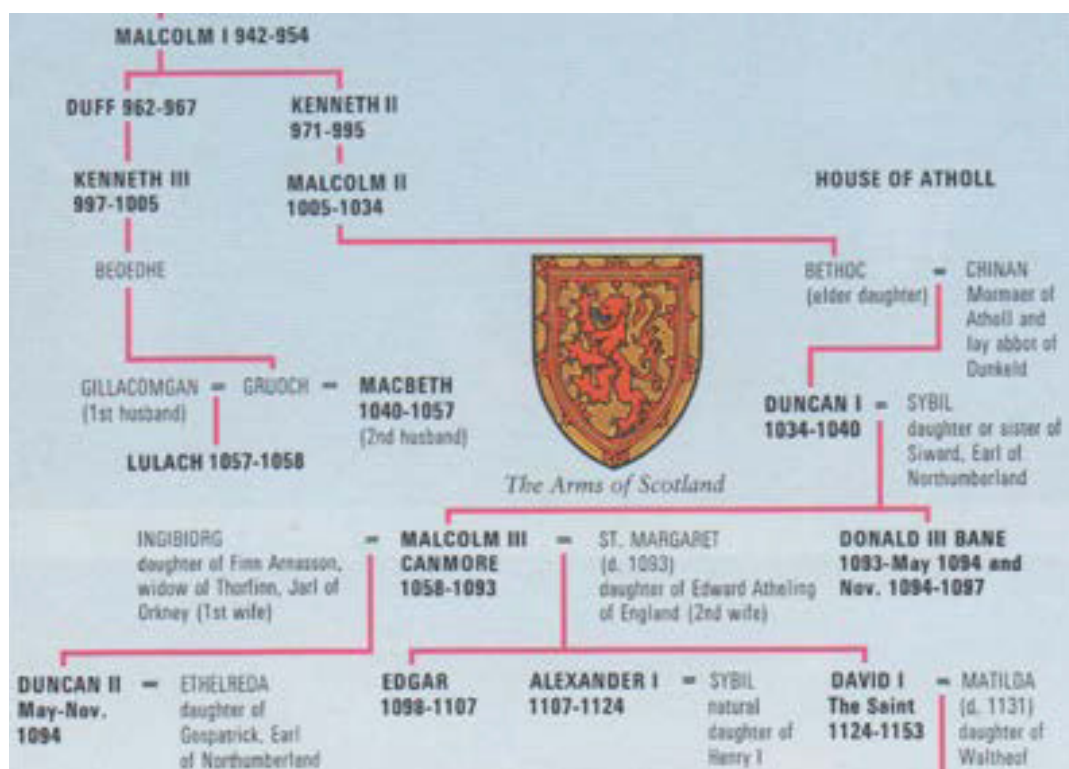 MALCOLM I 942-954
DUFF 962-967
KENNETH II
971-995
KENNETH III
997-1005
MALCOLM II
1005-1034
HOUSE OF ATHOLL
BEOEDHE
BETHOC
(elder daughter)
=
CHINAN
Mormaer of
Atholl and
lay abbot of
Dunkeld
GILLACOMGAN
(1st husband)
=
GRUOCH
=
MACBETH
1040-1057
(2nd husband)
LULACH 1057-1058
DUNCAN I
1034-1040
=
SYBIL
daughter or sister of
Siward, Earl of
Northumberland
The Arms of Scotland
INGIBIORG
daughter of Finn Arnasson,
widow of Thorfinn, Jarl of
Orkney (1st wife)
=
MALCOLM III
CANMORE
1058-1093
=
ST. MARGARET
(d. 1093)
daughter of Edward Atheling
of England (2nd wife)
DONALD III BANE
1093-May 1094 and
Nov. 1094-1097
DUNCAN II
May-Nov.
1094
=
ETHELREDA
daughter of
Gospatrick, Earl
of Northumberland
EDGAR
1098-1107
ALEXANDER I
1107-1124
=
SYBIL
natural
daughter of
Henry I
DAVID I
The Saint
1124-1153
=
MATILDA
(d. 1131)
daughter of
Waltheof